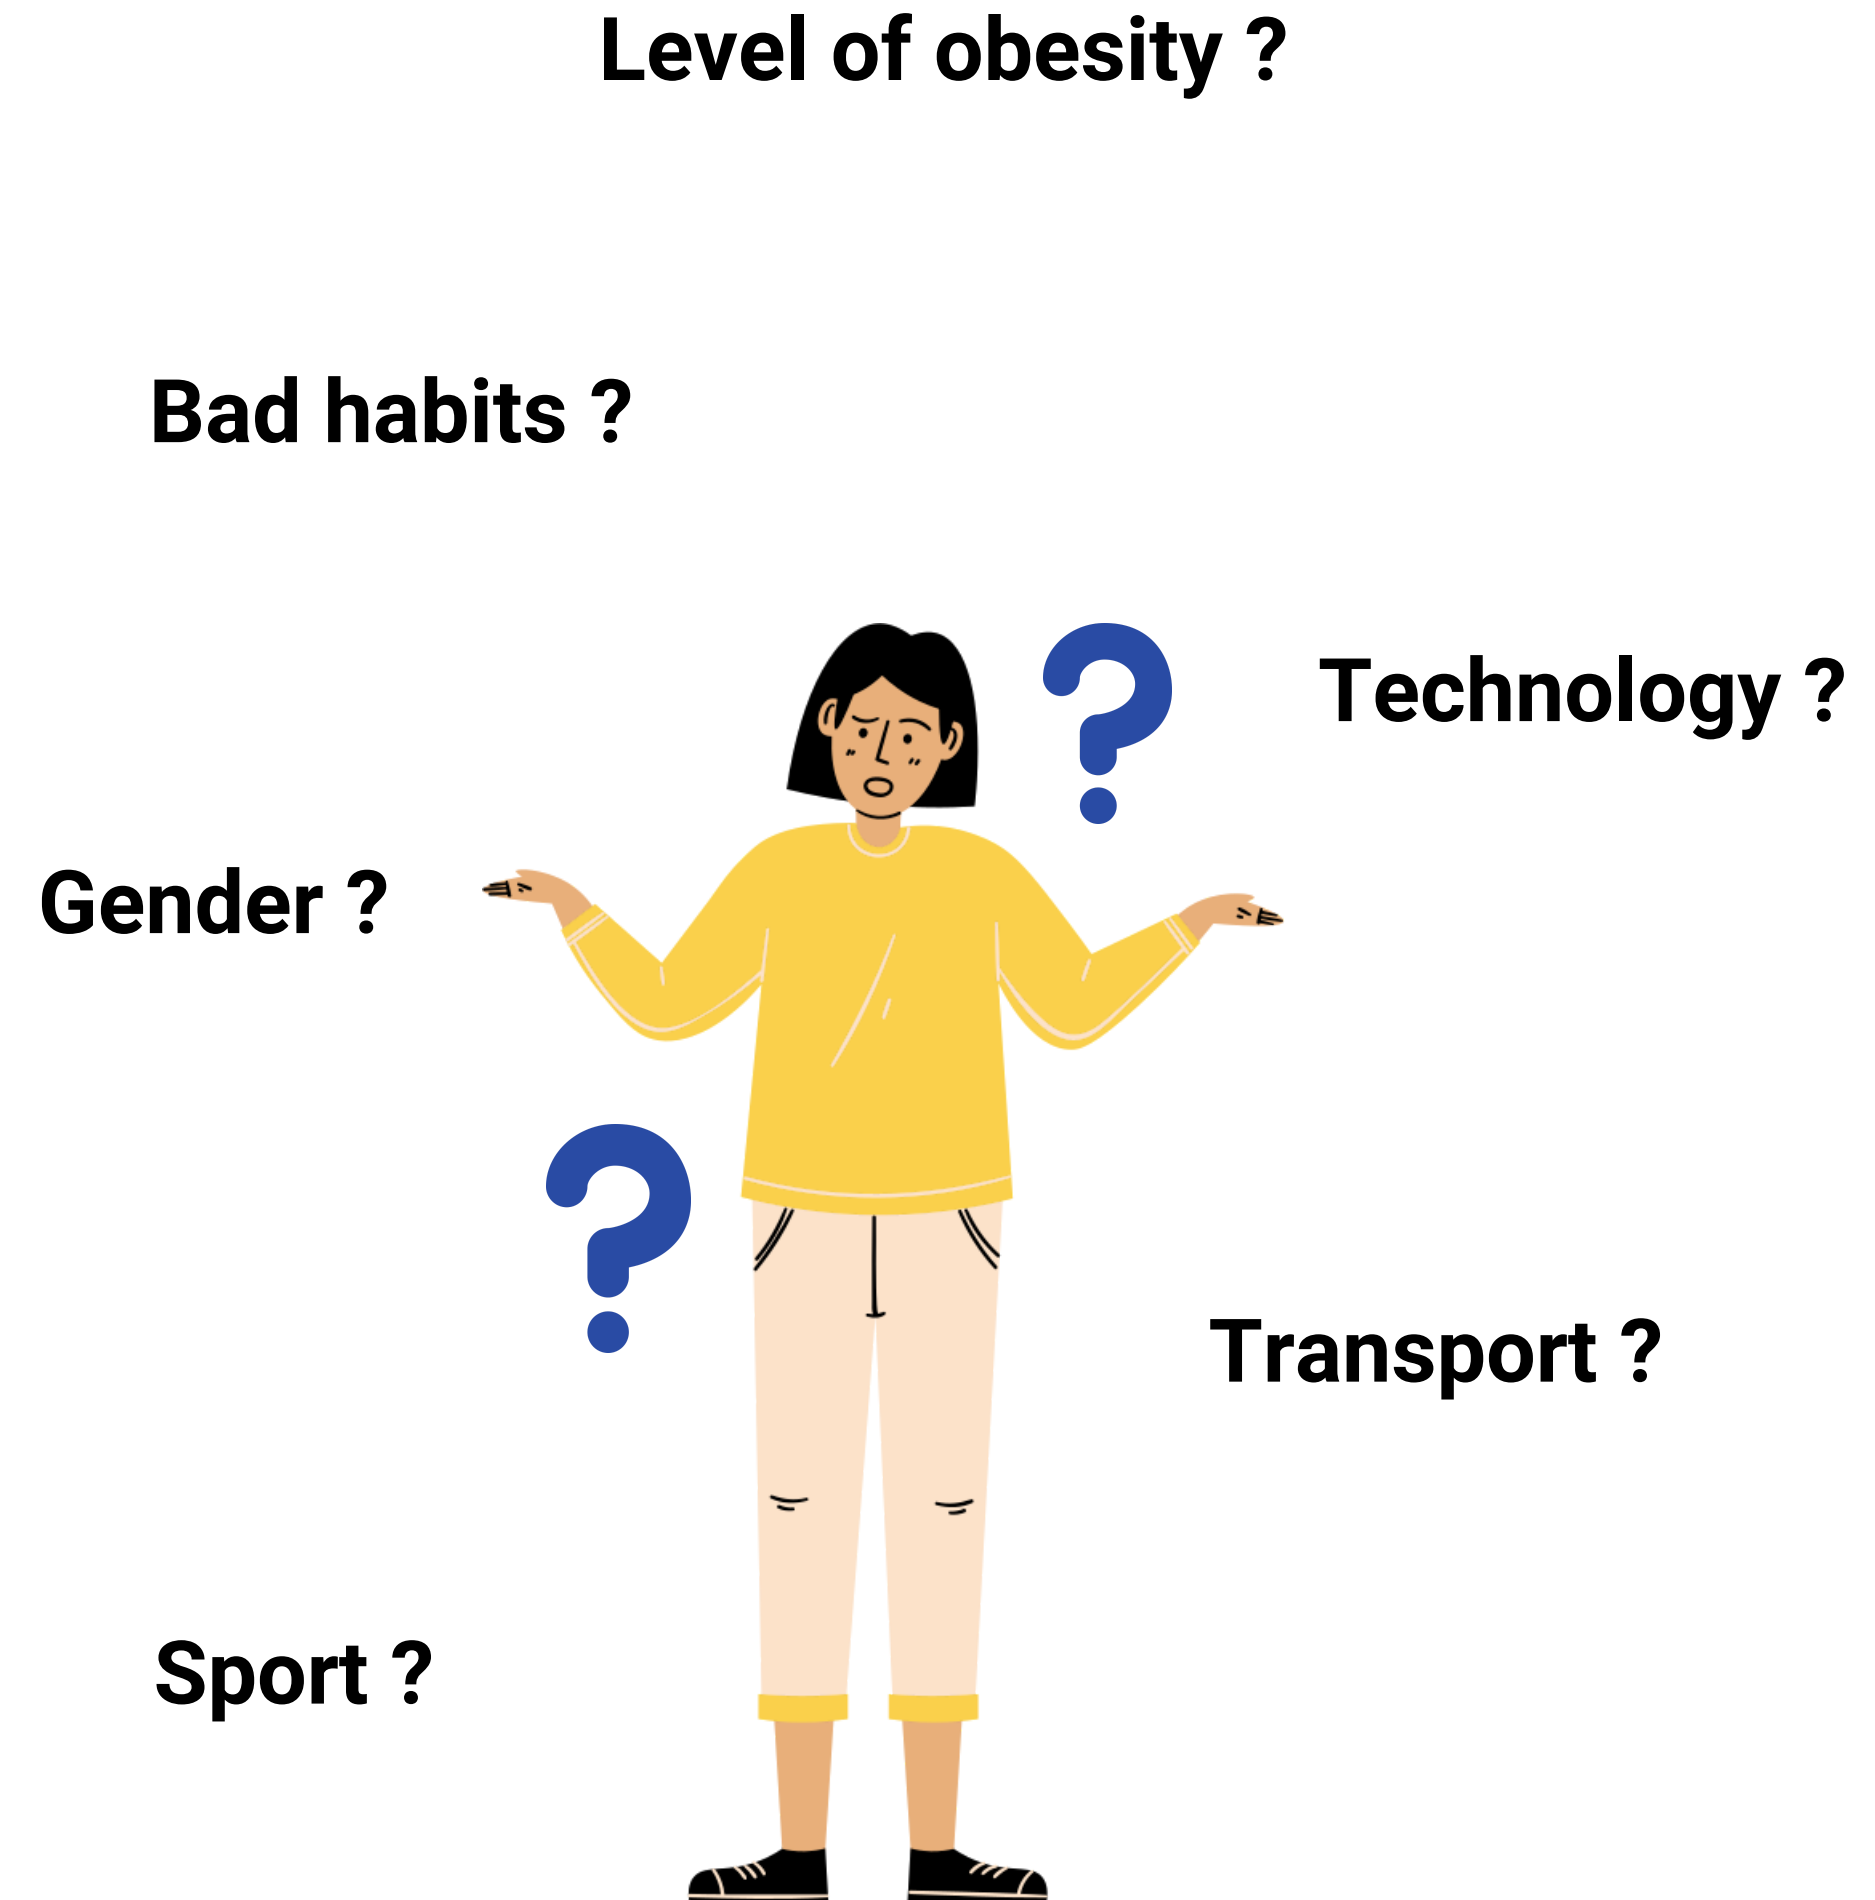 Level of obesity ?
Bad habits ?
Technology ?
Gender ?
Transport ?
Sport ?